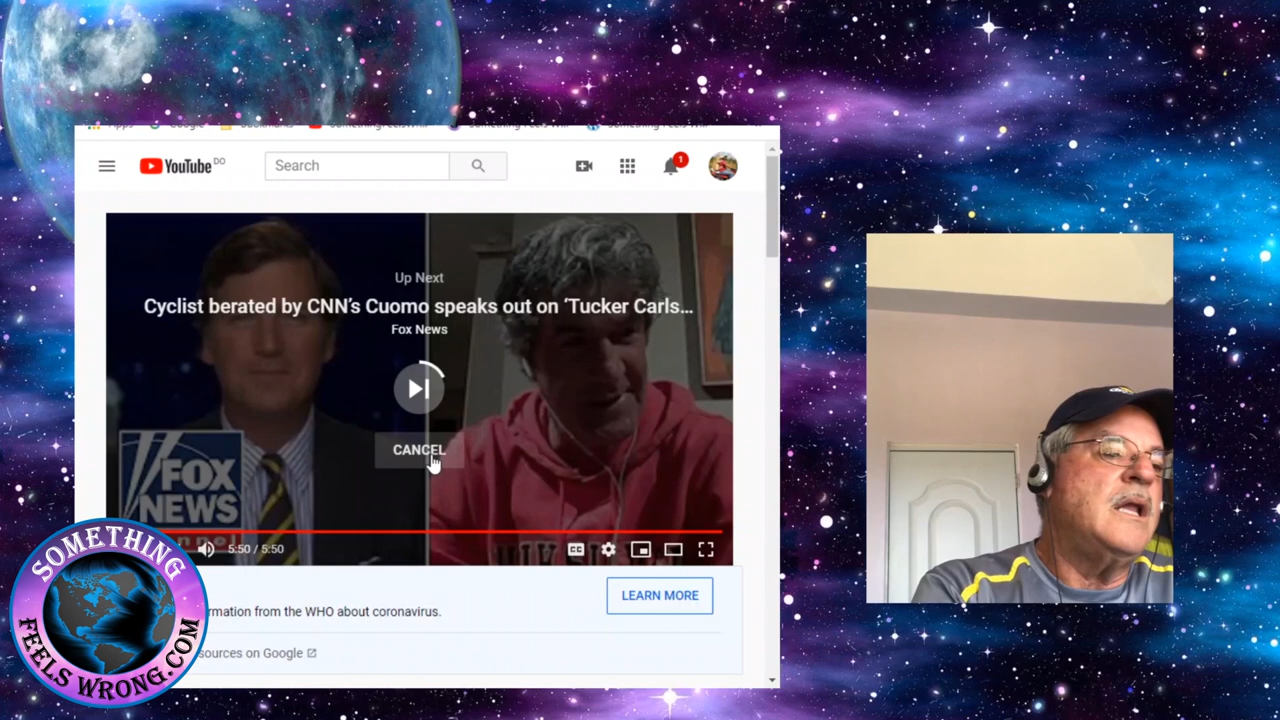 YouTube DO
Search
1
Up Next
Cyclist berated by CNN's Cuomo speaks out on 'Tucker Carls...
Fox News
CANCEL
FOX
NEWS
5:50 / 5:50
CC
LEARN MORE
rmation from the WHO about coronavirus.
sources on Google
SOMETHING
FEELS WRONG.COM